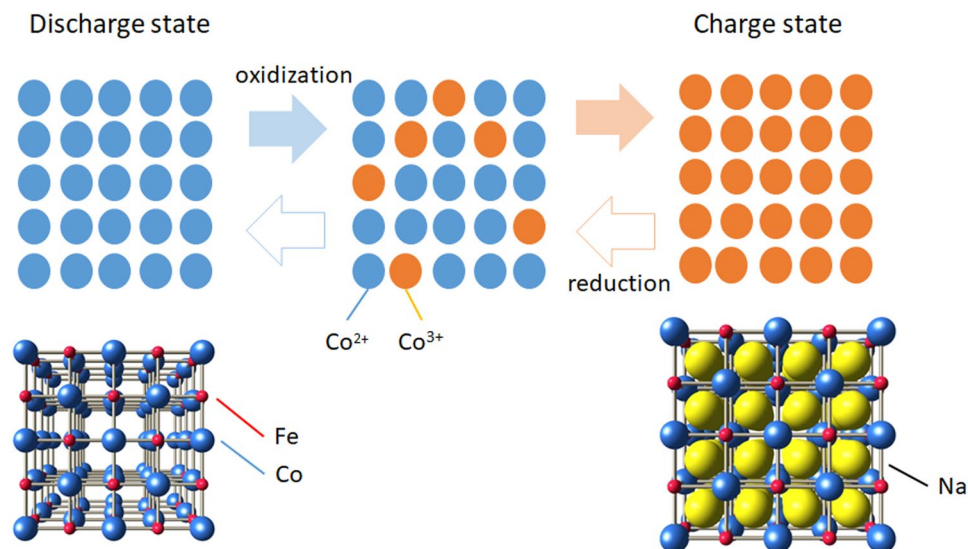 Discharge state
Charge state
oxidization
reduction
Co²⁺
Co³⁺
Fe
Co
Na